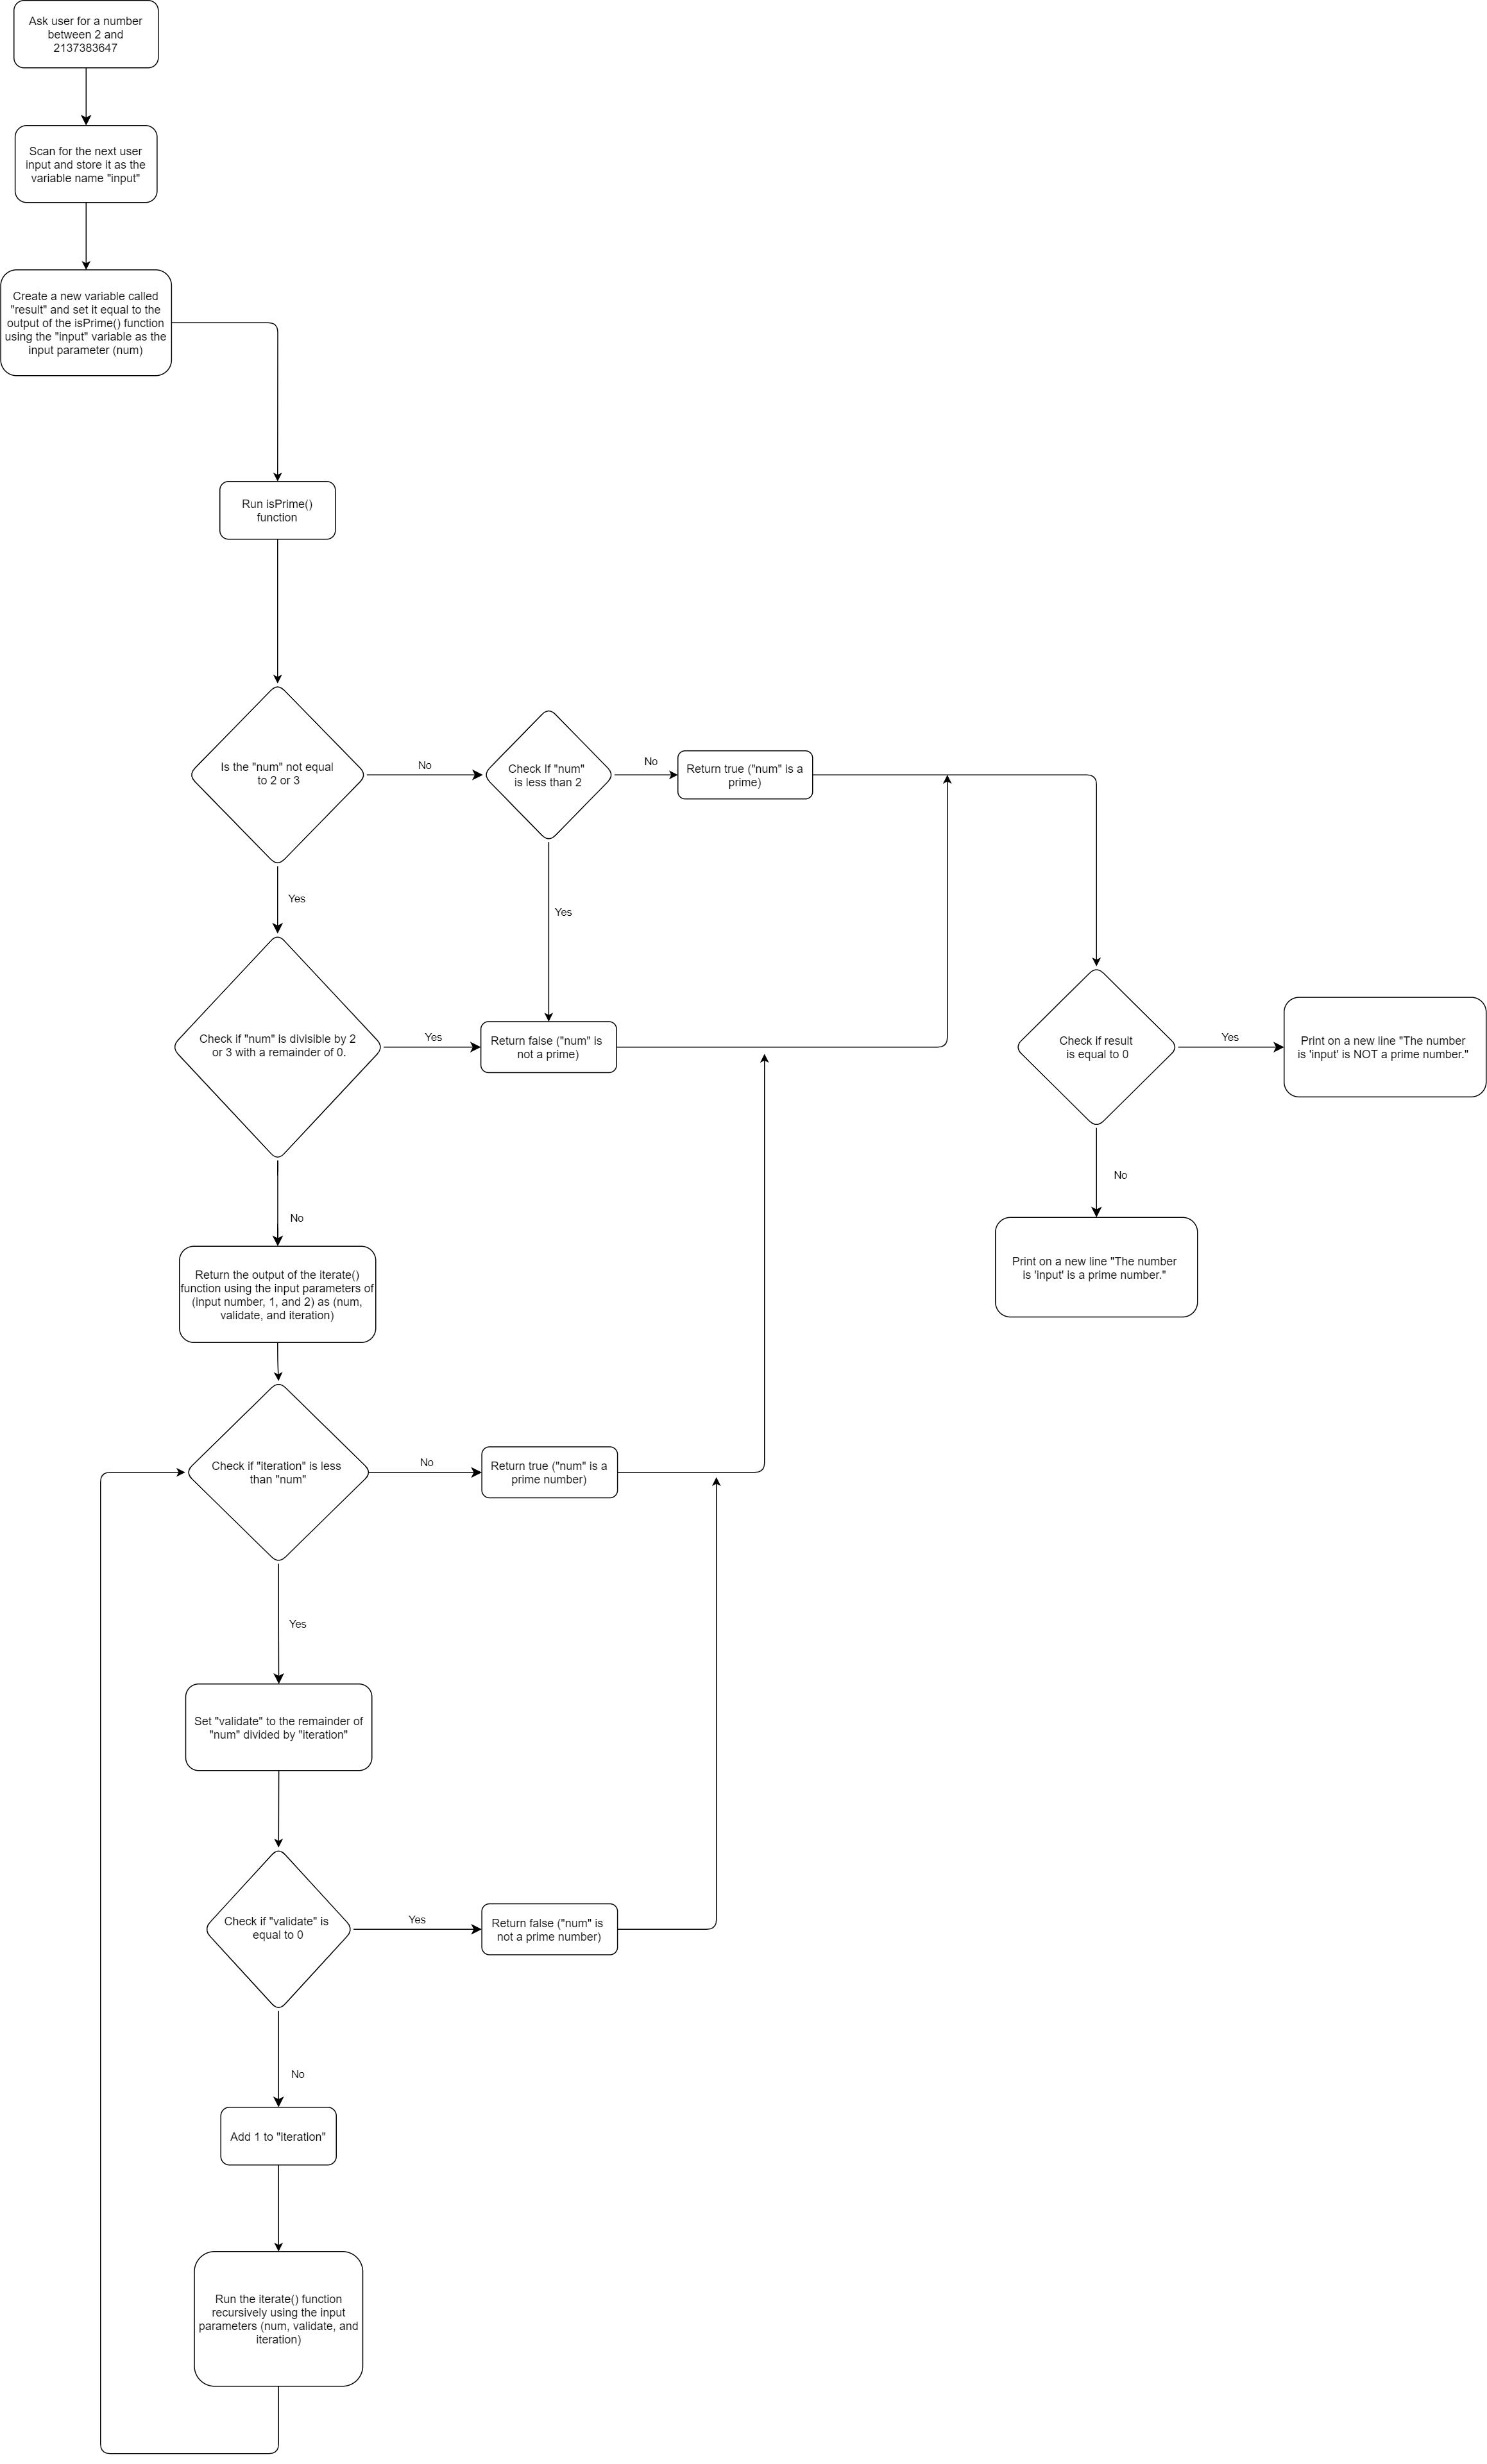 Ask user for a number
between 2 and
2137383647
Scan for the next user
input and store it as the
variable name "input"
Create a new variable called
"result" and set it equal to the
output of the isPrime() function
using the "input" variable as the
input parameter (num)
Run isPrime()
function
Is the "num" not equal
to 2 or 3
No
Check If "num"
is less than 2
No
Return true ("num" is a
prime)
Yes
Yes
Check if "num" is divisible by 2
or 3 with a remainder of 0.
Yes
Return false ("num" is
not a prime)
Check if result
is equal to 0
Yes
Print on a new line "The number
is 'input' is NOT a prime number."
No
Print on a new line "The number
is 'input' is a prime number."
No
Return the output of the iterate()
function using the input parameters of
(input number, 1, and 2) as (num,
validate, and iteration)
Check if "iteration" is less
than "num"
No
Return true ("num" is a
prime number)
Yes
Set "validate" to the remainder of
"num" divided by "iteration"
Check if "validate" is
equal to 0
Yes
Return false ("num" is
not a prime number)
No
Add 1 to "iteration"
Run the iterate() function
recursively using the input
parameters (num, validate, and
iteration)